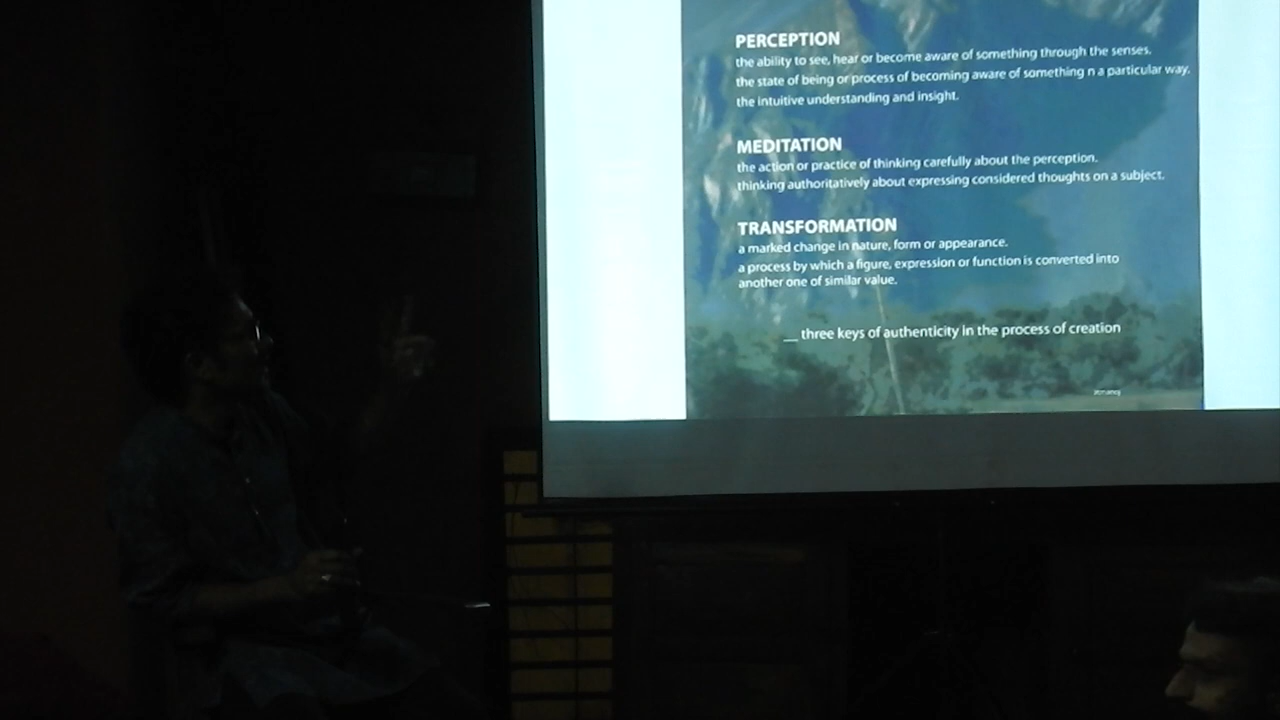 PERCEPTION
the ability to see, hear or become aware of something through the senses.
the state of being or process of becoming aware of something n a particular way.
the intuitive understanding and insight.
MEDITATION
the action or practice of thinking carefully about the perception.
thinking authoritatively about expressing considered thoughts on a subject.
TRANSFORMATION
a marked change in nature, form or appearance.
a process by which a figure, expression or function is converted into
another one of similar value.
__ three keys of authenticity in the process of creation